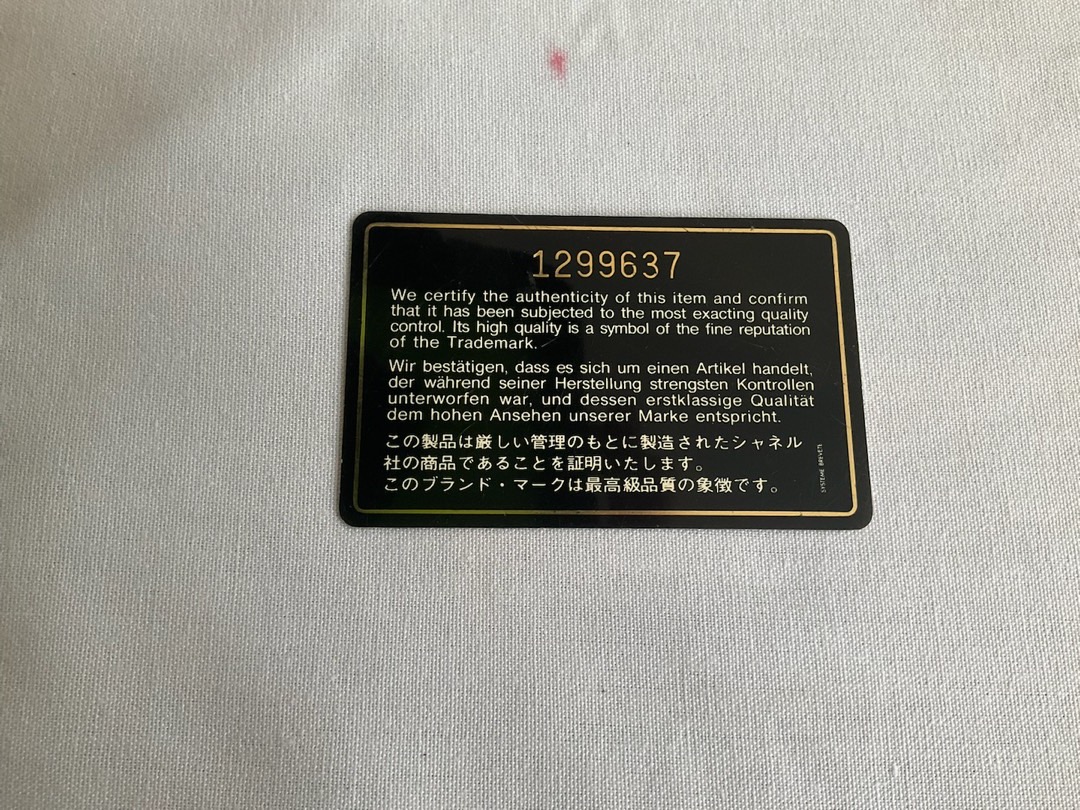 1299637
We certify the authenticity of this item and confirm
that it has been subjected to the most exacting quality
control. Its high quality is a symbol of the fine reputation
of the Trademark.
Wir bestätigen, dass es sich um einen Artikel handelt,
der während seiner Herstellung strengsten Kontrollen
unterworfen war, und dessen erstklassige Qualität
dem hohen Ansehen unserer Marke entspricht.
この製品は厳しい管理のもとに製造されたシャネル
社の商品であることを証明いたします。
このブランド・マークは最高級品質の象徴です。
SYSTEME BREVETE